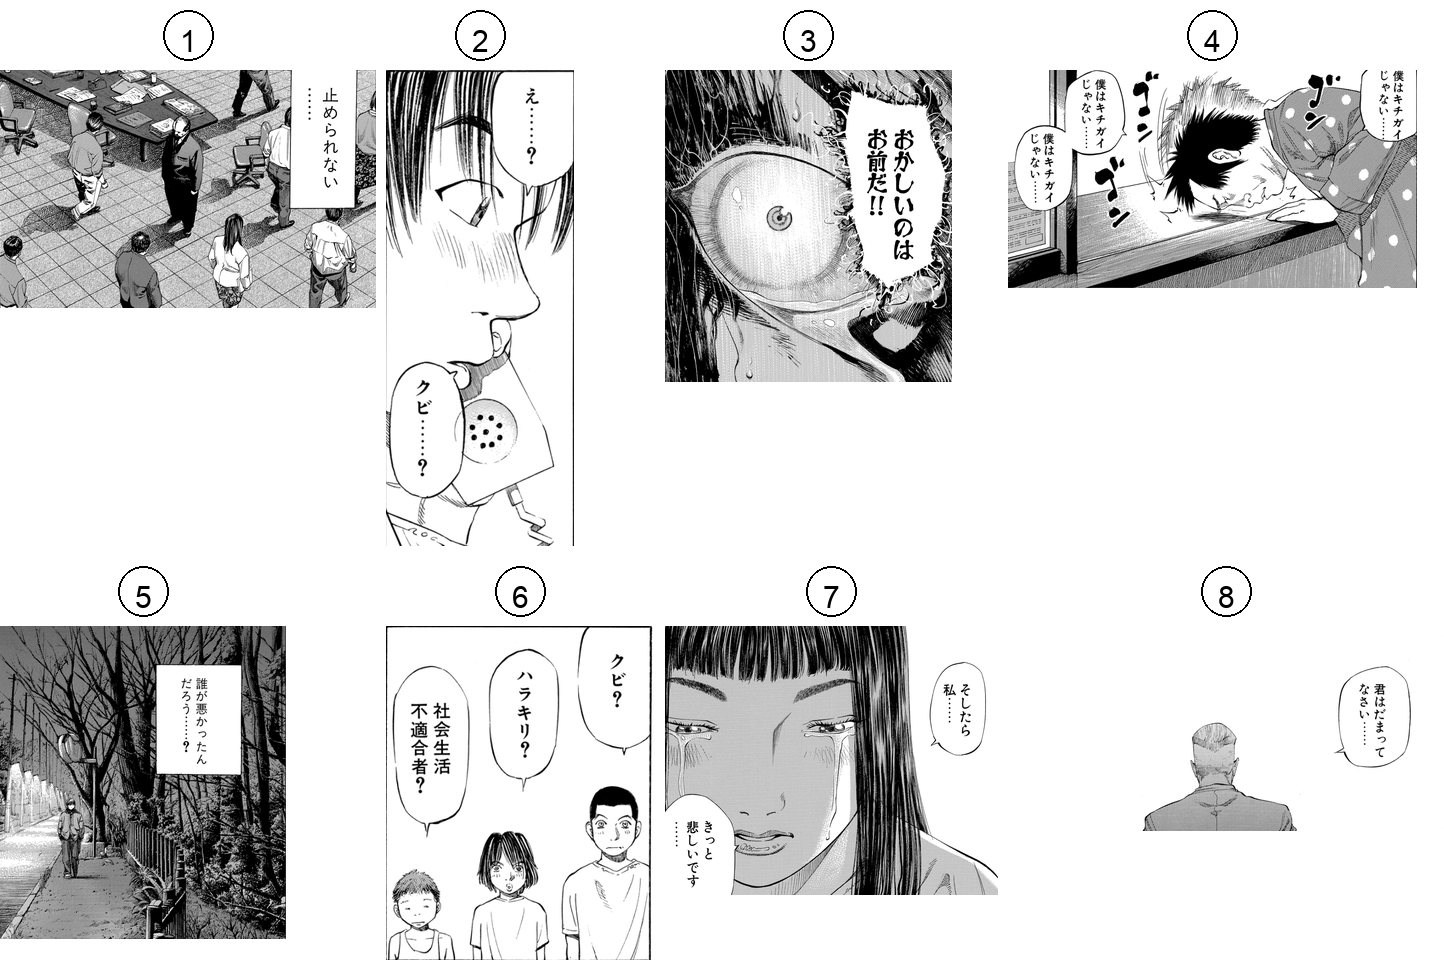 1
止められない
……
2
え……？
クビ……？
3
おかしいのは
お前だ!!
4
僕はキチガイ
じゃない……
ゴン
ゴン
ゴン
僕はキチガイ
じゃない……
僕はキチガイ
じゃない……
5
誰が悪かったん
だろう……？
6
クビ？
ハラキリ？
社会生活
不適合者？
7
そしたら
私……
きっと
悲しいです
……
8
君はだまって
なさい……